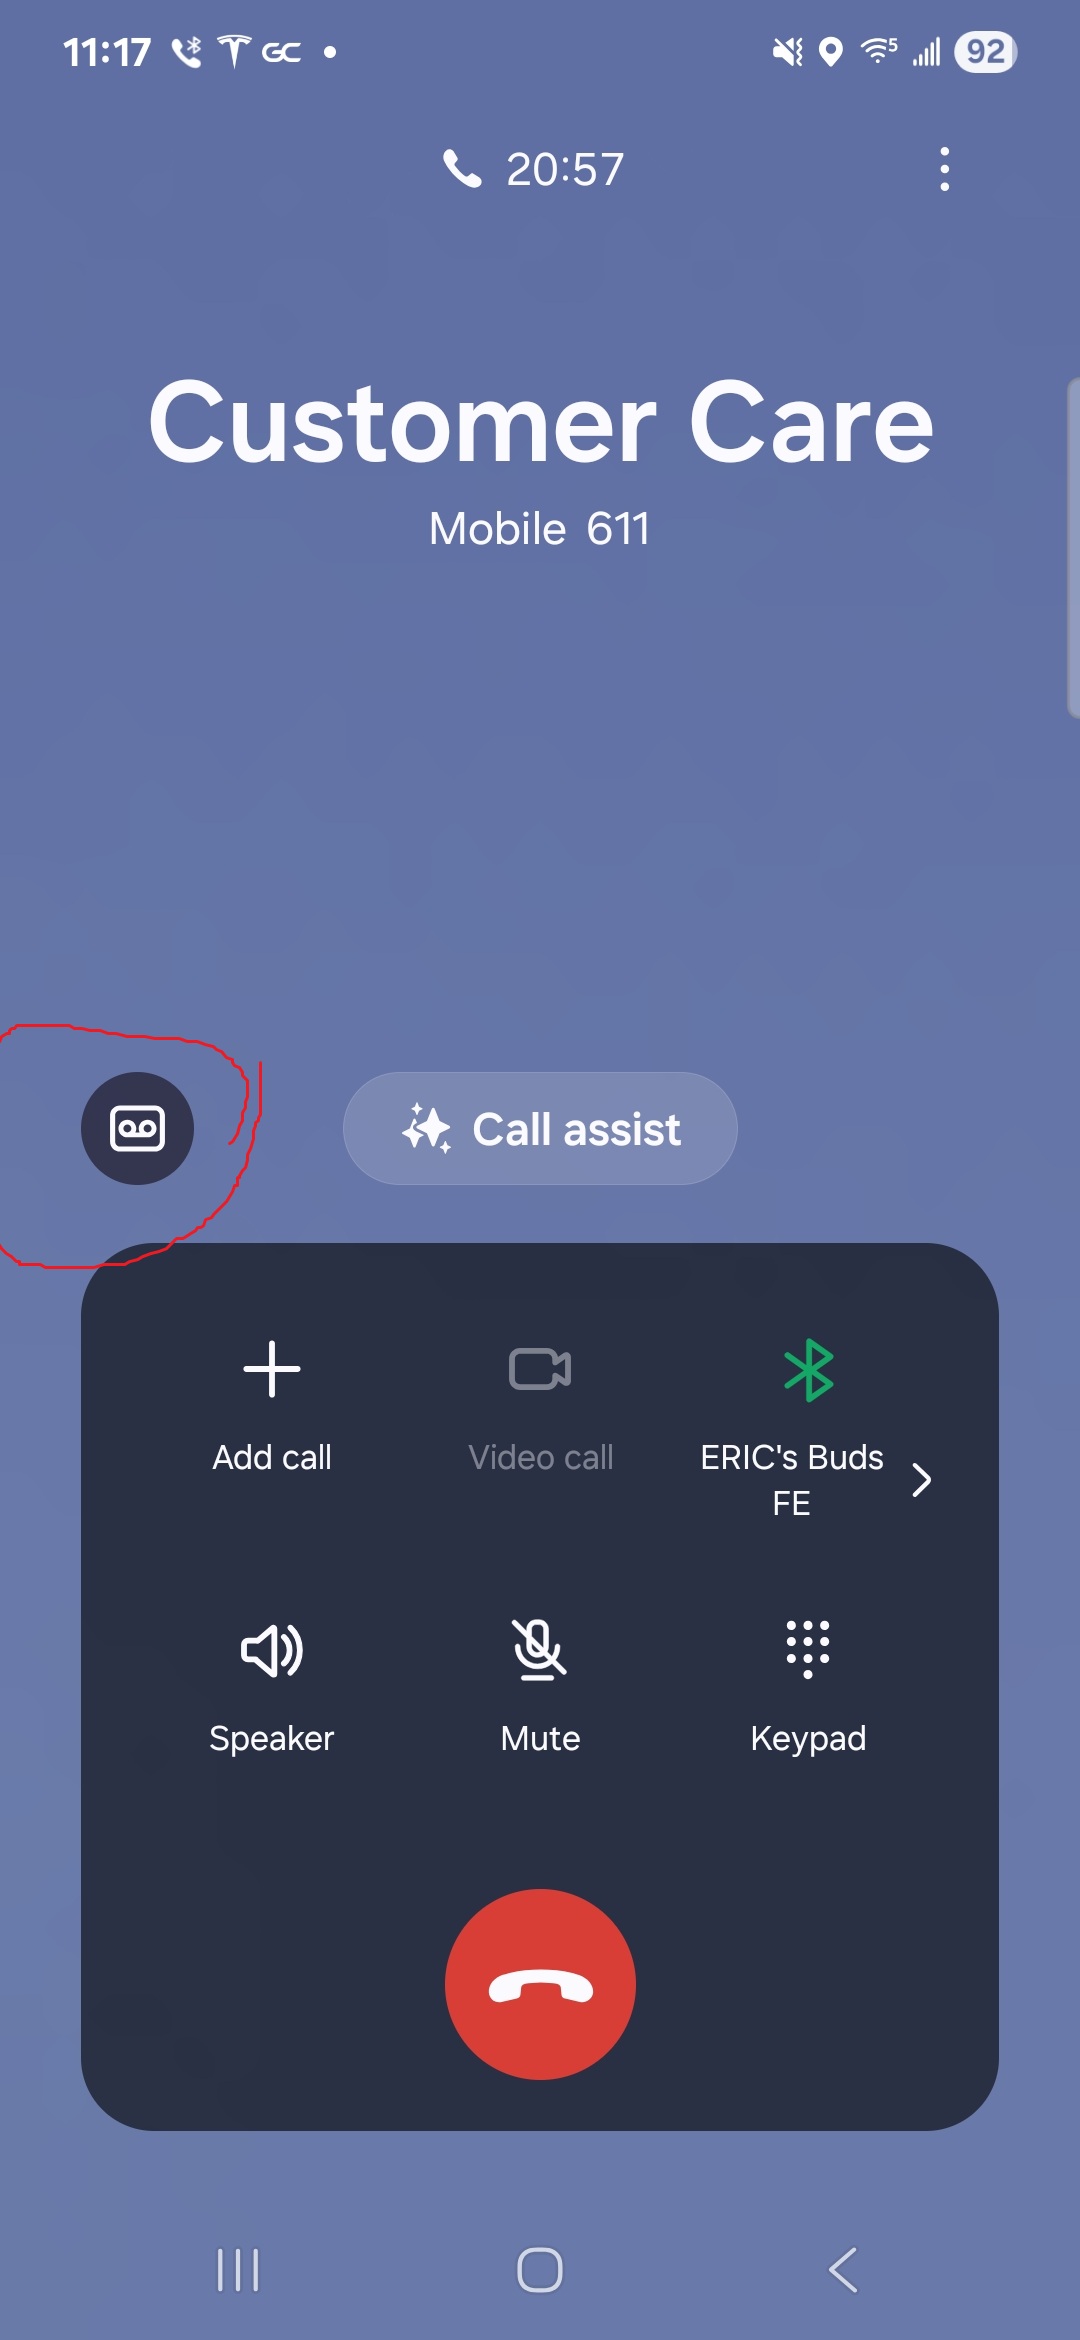 11:17
5
92
20:57
Customer Care
Mobile 611
Call assist
Add call
Video call
ERIC's Buds
FE
Speaker
Mute
Keypad